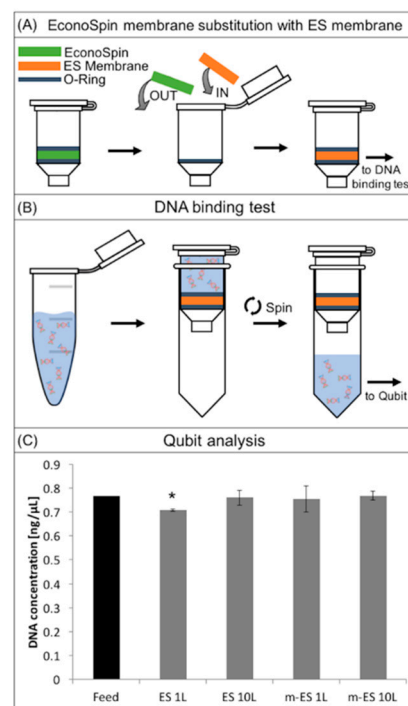 (A) EconoSpin membrane substitution with ES membrane
EconoSpin
ES Membrane
O-Ring
OUT
IN
to DNA
binding test
(B) DNA binding test
Spin
to Qubit
(C) Qubit analysis
DNA concentration [ng/µL]
0.9
0.8
0.7
0.6
0.5
0.4
0.3
0.2
0.1
0
*
Feed ES 1L ES 10L m-ES 1L m-ES 10L